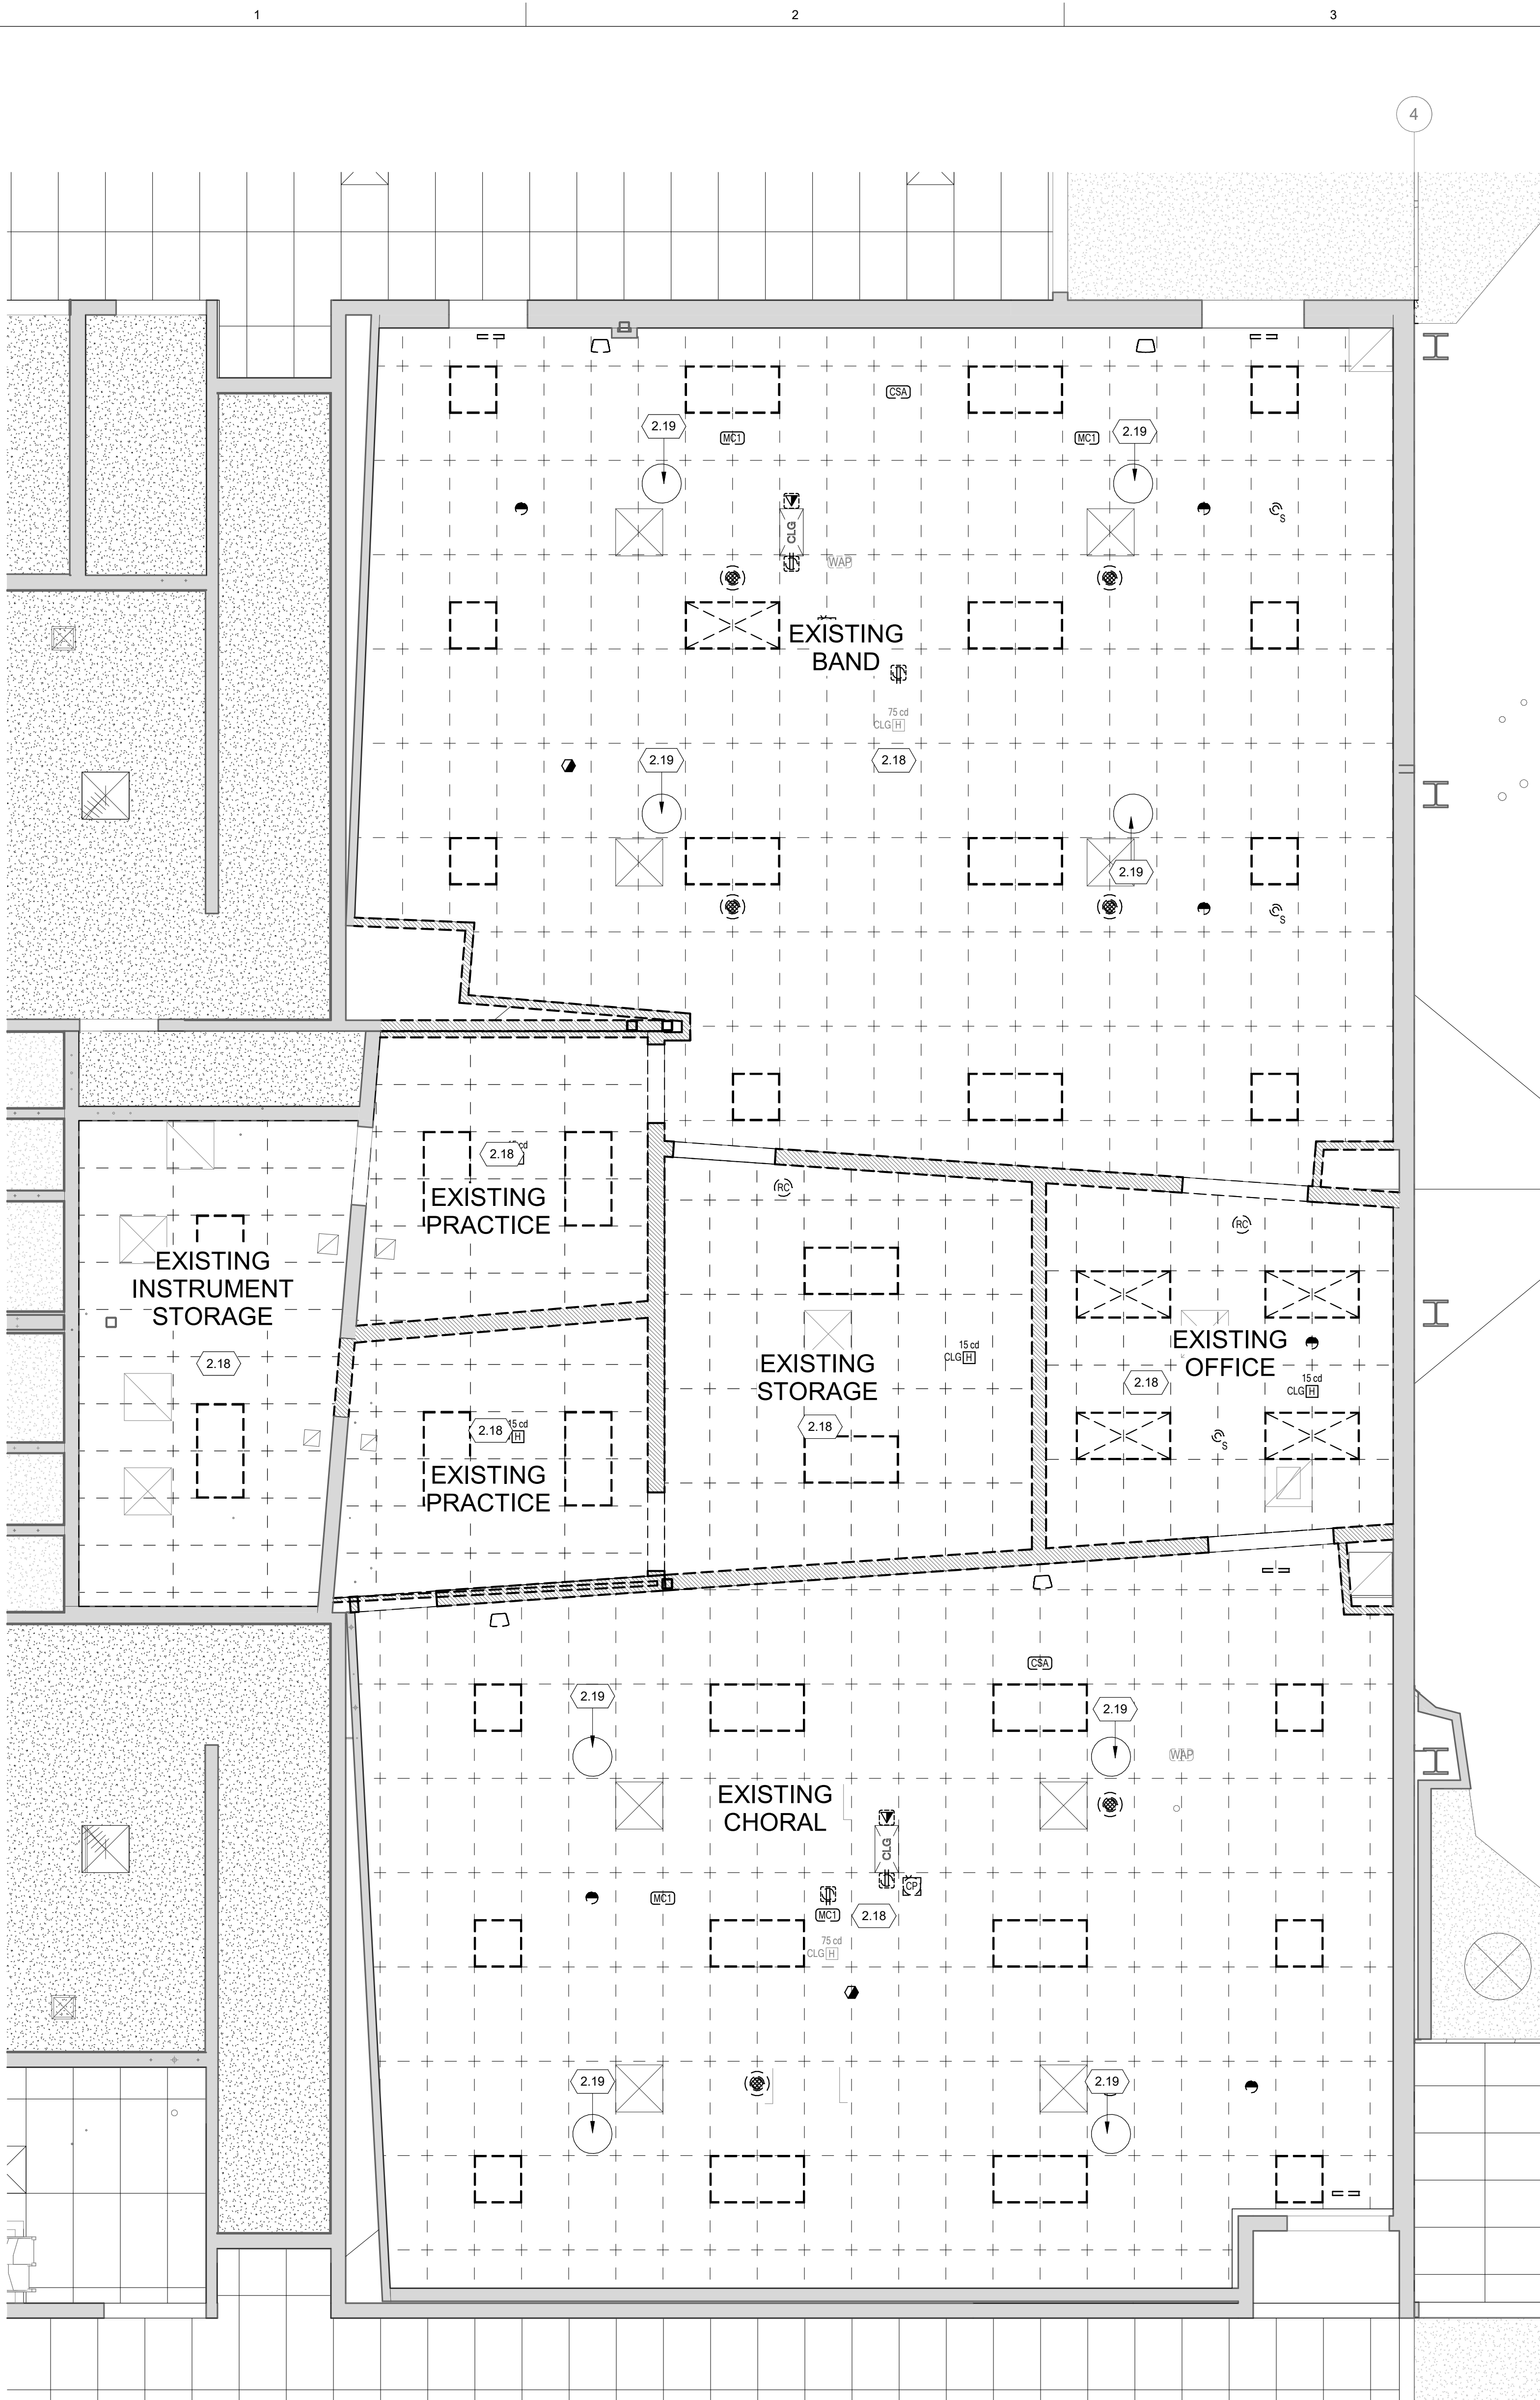 1
2
3
4
CSA
2.19
2.19
MC1
MC1
S
CLG
WAP
EXISTING
BAND
75 cd
CLG H
2.19
2.18
2.19
S
2.18
cd
EXISTING
PRACTICE
RC
RC
EXISTING
INSTRUMENT
STORAGE
2.18
EXISTING
STORAGE
15 cd
CLG H
2.18
EXISTING
OFFICE
2.18
15 cd
CLG H
S
2.18
15 cd
H
EXISTING
PRACTICE
CSA
2.19
2.19
WAP
EXISTING
CHORAL
CLG
CP
MC1
MC1
2.18
75 cd
CLG H
2.19
2.19